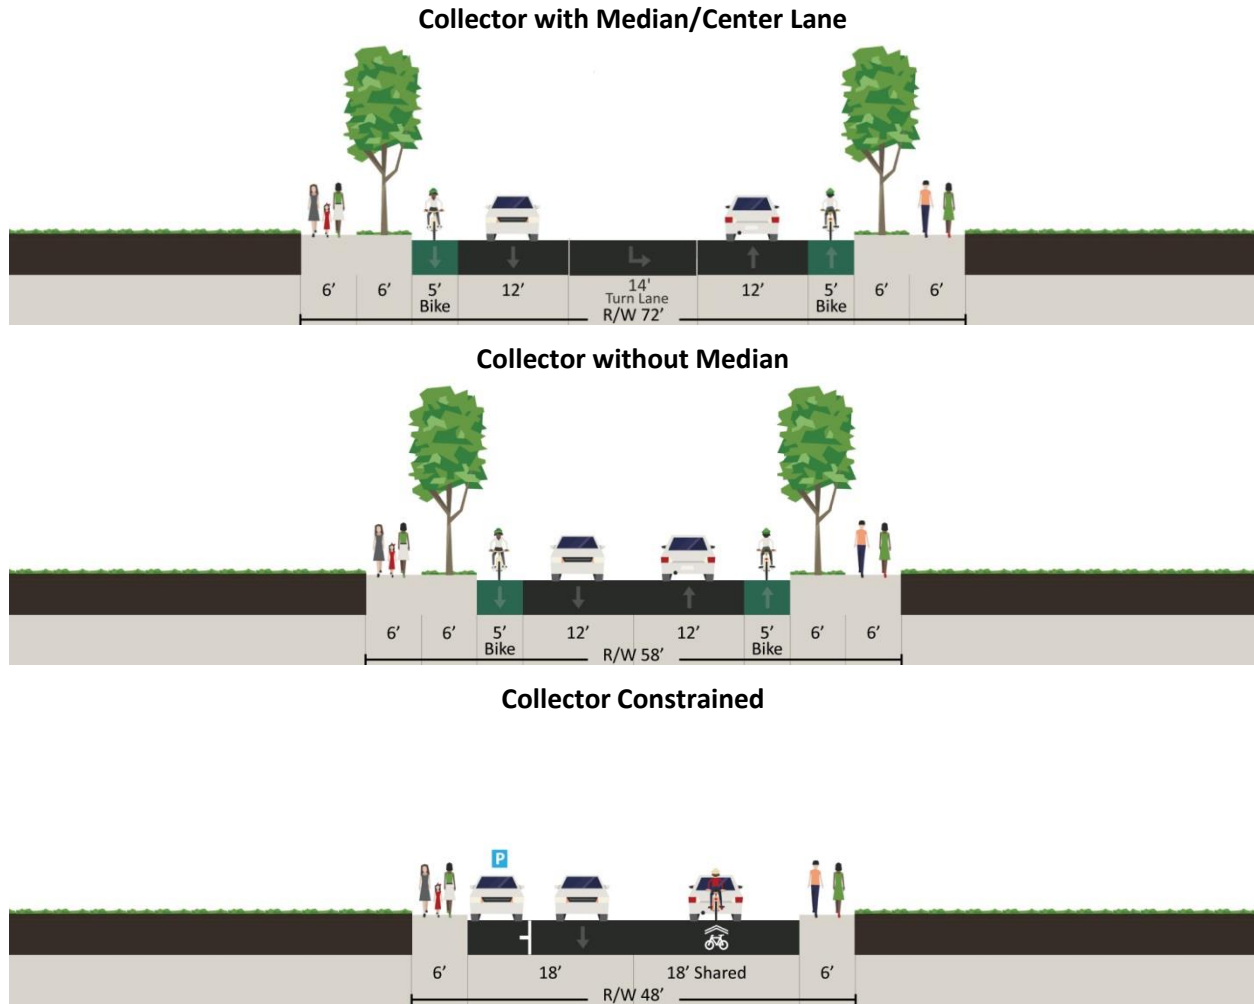 Collector with Median/Center Lane
6’ 6’ 5’ 12’ 14' 12’ 5’ 6’ 6’
Bike Turn Lane Bike
R/W 72’
Collector without Median
6’ 6’ 5’ 12’ 12’ 5’ 6’ 6’
Bike Bike
R/W 58’
Collector Constrained
P
6’ 18’ 18’ Shared 6’
R/W 48’